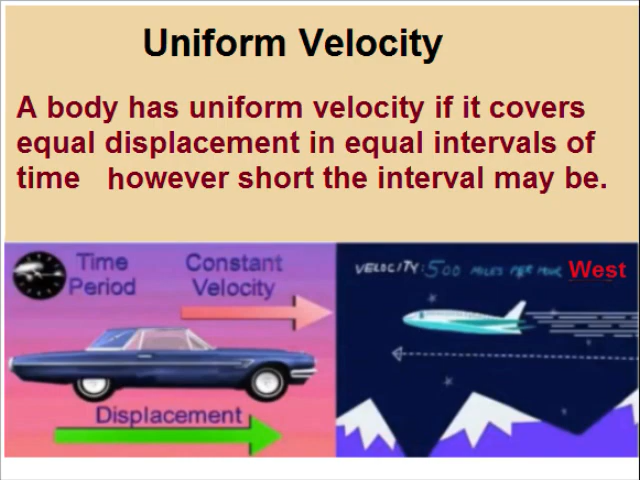 Uniform Velocity
A body has uniform velocity if it covers
equal displacement in equal intervals of
time however short the interval may be.
Time
Period
Constant
Velocity
Displacement
VELOCITY: 500 MILES PER HOUR West